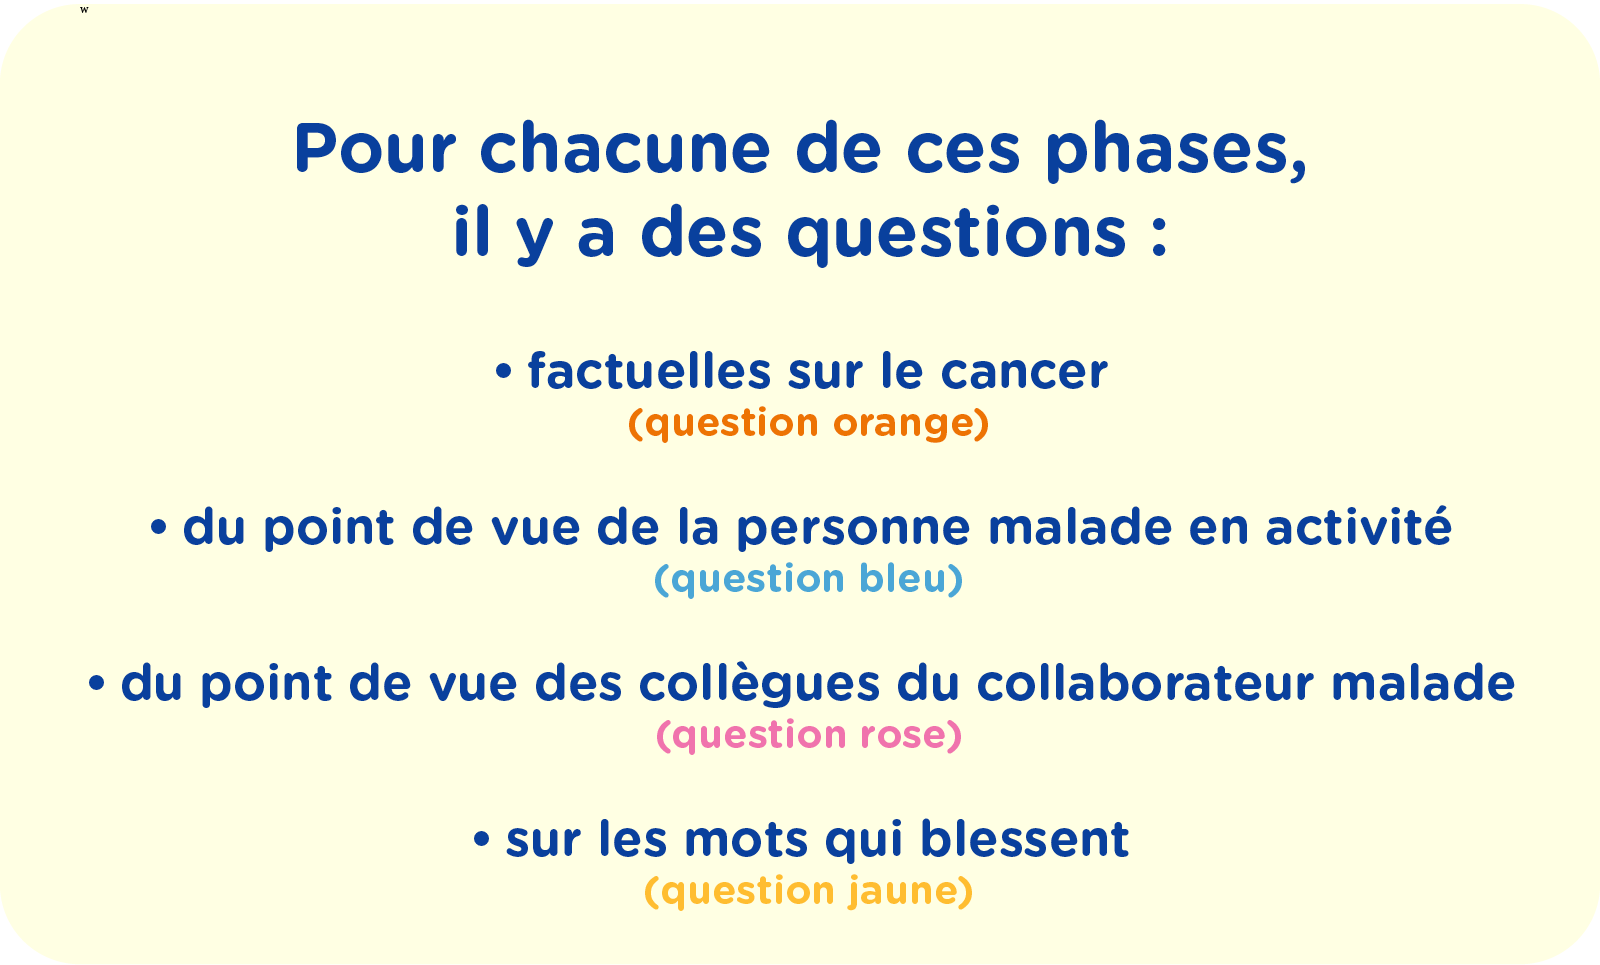 w
Pour chacune de ces phases,
il y a des questions :
• factuelles sur le cancer
(question orange)
• du point de vue de la personne malade en activité
(question bleu)
• du point de vue des collègues du collaborateur malade
(question rose)
• sur les mots qui blessent
(question jaune)